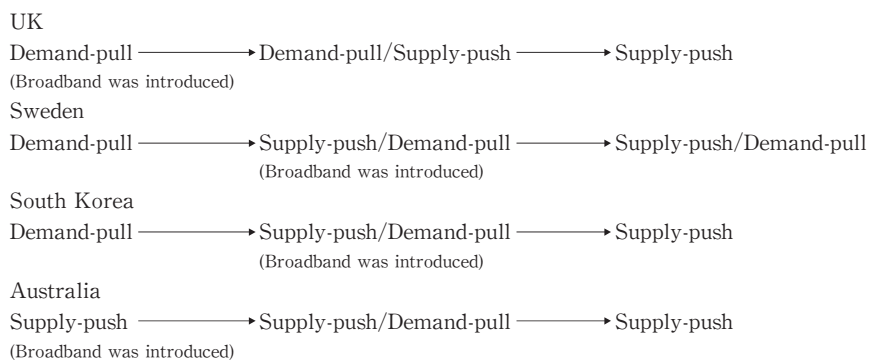 UK
Demand-pull Demand-pull/Supply-push Supply-push
(Broadband was introduced)
Sweden
Demand-pull Supply-push/Demand-pull Supply-push/Demand-pull
(Broadband was introduced)
South Korea
Demand-pull Supply-push/Demand-pull Supply-push
(Broadband was introduced)
Australia
Supply-push Supply-push/Demand-pull Supply-push
(Broadband was introduced)